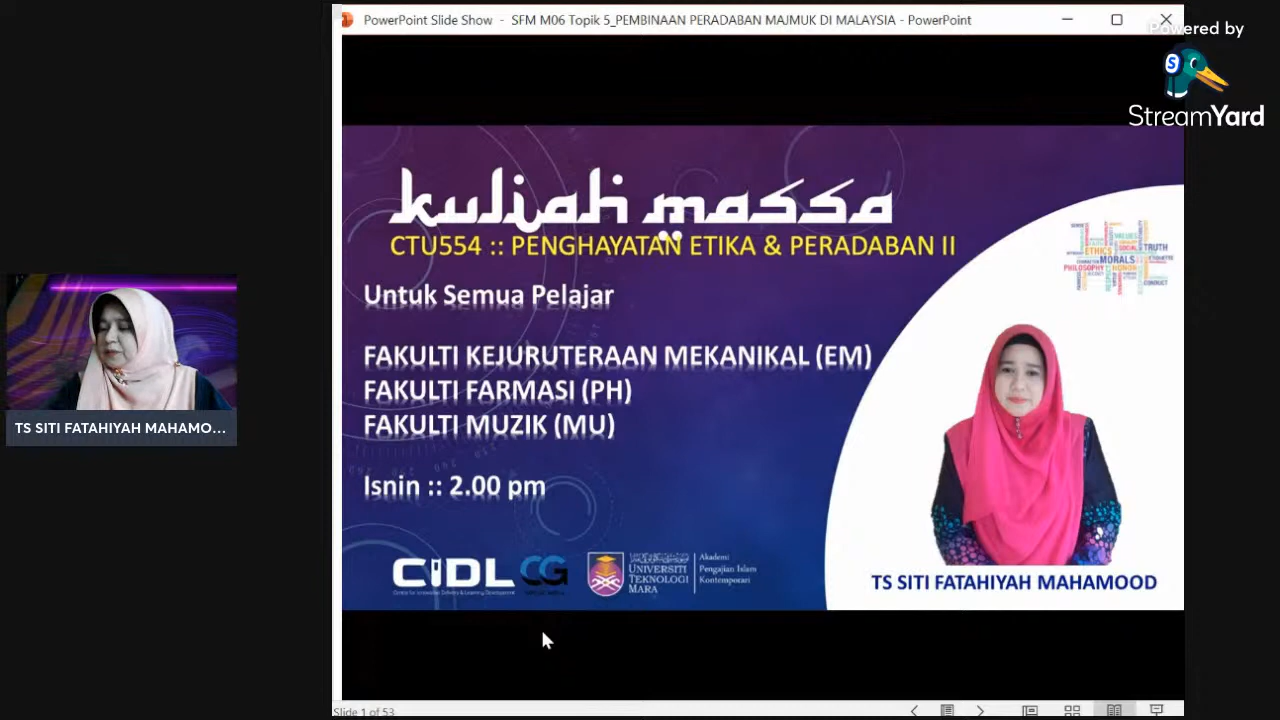 PowerPoint Slide Show - SFM M06 Topik 5_PEMBINAAN PERADABAN MAJMUK DI MALAYSIA - PowerPoint
Powered by
StreamYard
kuliah massa
CTU554 :: PENGHAYATAN ETIKA & PERADABAN II
Untuk Semua Pelajar
FAKULTI KEJURUTERAAN MEKANIKAL (EM)
FAKULTI FARMASI (PH)
FAKULTI MUZIK (MU)
Isnin :: 2.00 pm
ETHICS
VALUES
SOCIAL
TRUTH
MORALS
PHILOSOPHY
HONOR
CONDUCT
TS SITI FATAHIYAH MAHAMO...
CIDL
CG
UNIVERSITI
TEKNOLOGI
MARA
Akademi
Pengajian Islam
Kontemporari
TS SITI FATAHIYAH MAHAMOOD
Slide 1 of 53